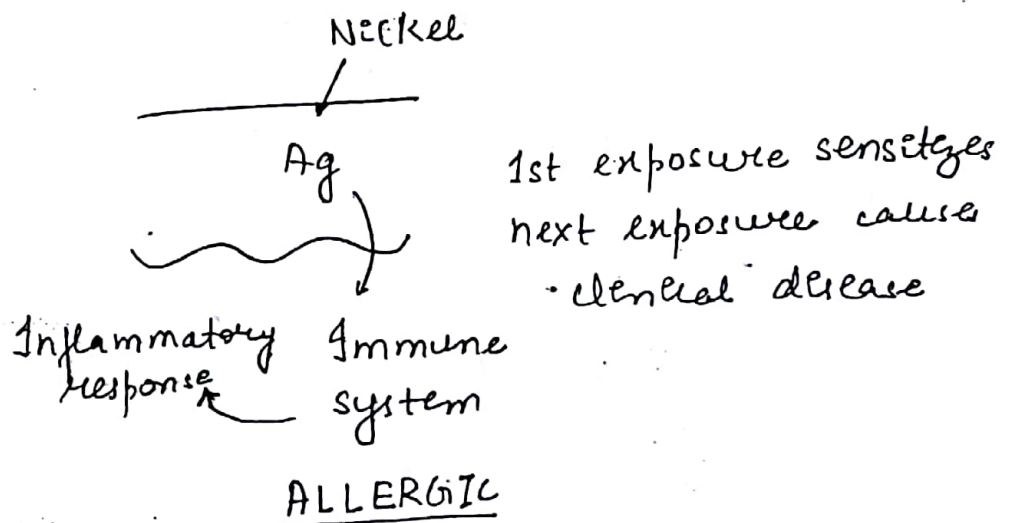 Nickel
Ag
1st exposure sensitizes
next exposure causes
clinical disease
Inflammatory
response
Immune
system
ALLERGIC